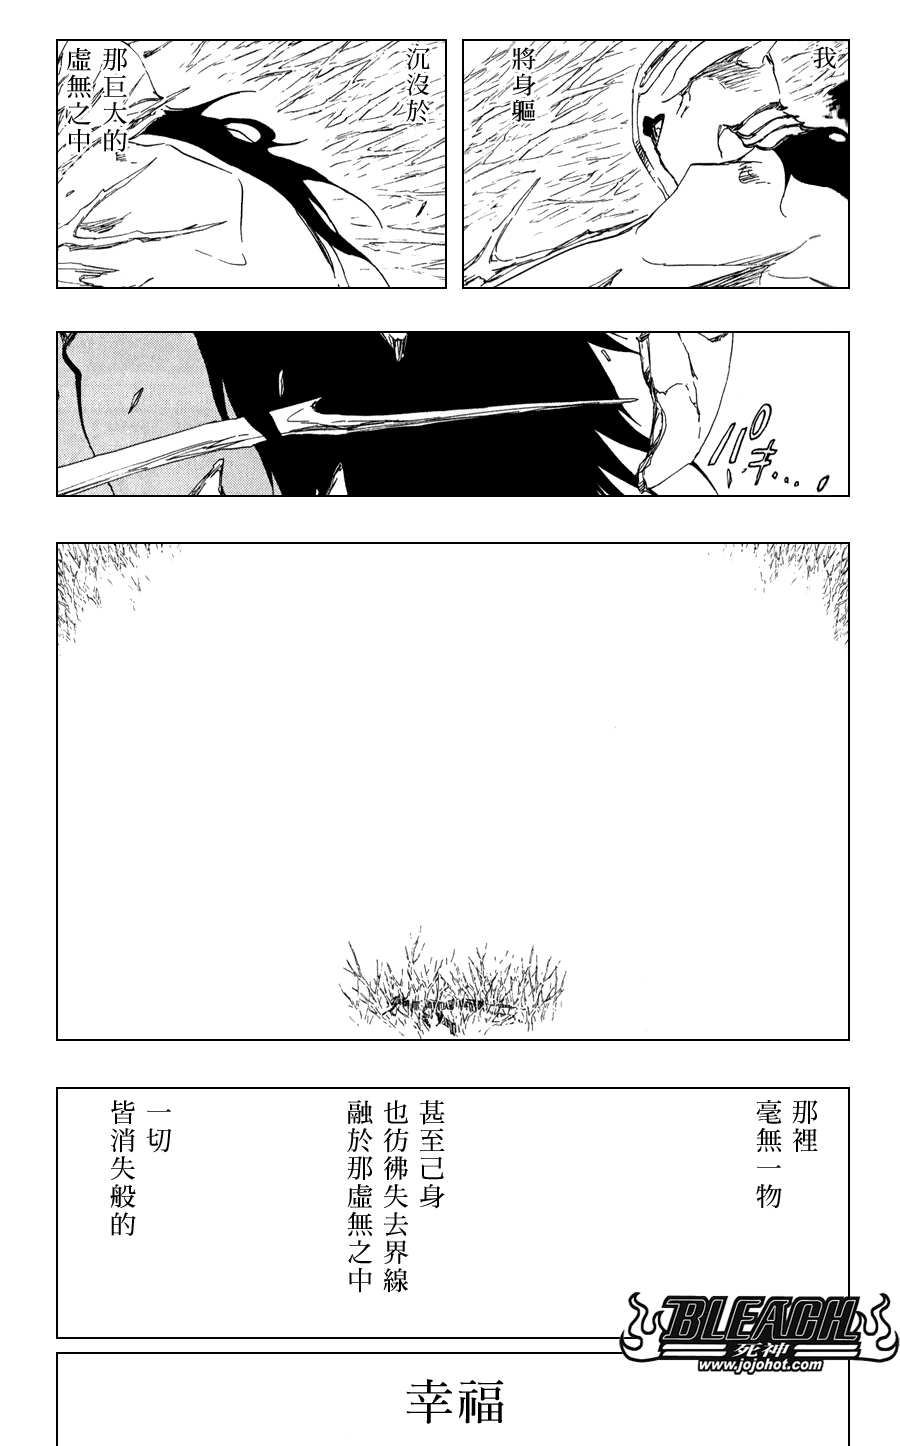 我
將身軀
沉沒於
那巨大的
虛無之中
パキ...
那裡
毫無一物
甚至己身
也彷彿失去界線
融於那虛無之中
一切
皆消失般的
BLEACH
死神
www.jojohot.com
幸福